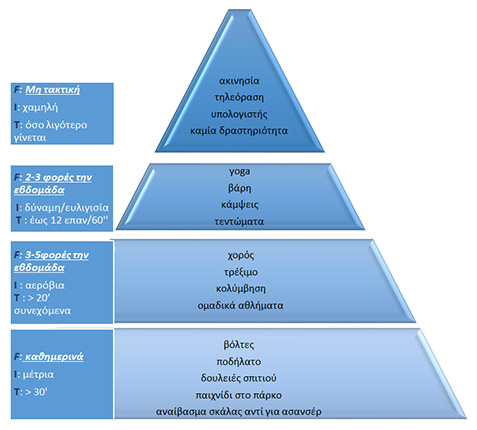 F: Μη τακτική
I: χαμηλή
T: όσο λιγότερο
γίνεται
ακινησία
τηλεόραση
υπολογιστής
καμία δραστηριότητα
F: 2-3 φορές την
εβδομάδα
I: δύναμη/ευλιγισία
T : έως 12 επαν/60''
yoga
βάρη
κάμψεις
τεντώματα
F: 3-5φορές την
εβδομάδα
I : αερόβια
T : > 20’
συνεχόμενα
χορός
τρέξιμο
κολύμβηση
ομαδικά αθλήματα
F: καθημερινά
I: μέτρια
T: > 30'
βόλτες
ποδήλατο
δουλειές σπιτιού
παιχνίδι στο πάρκο
αναίβασμα σκάλας αντί για ασανσέρ